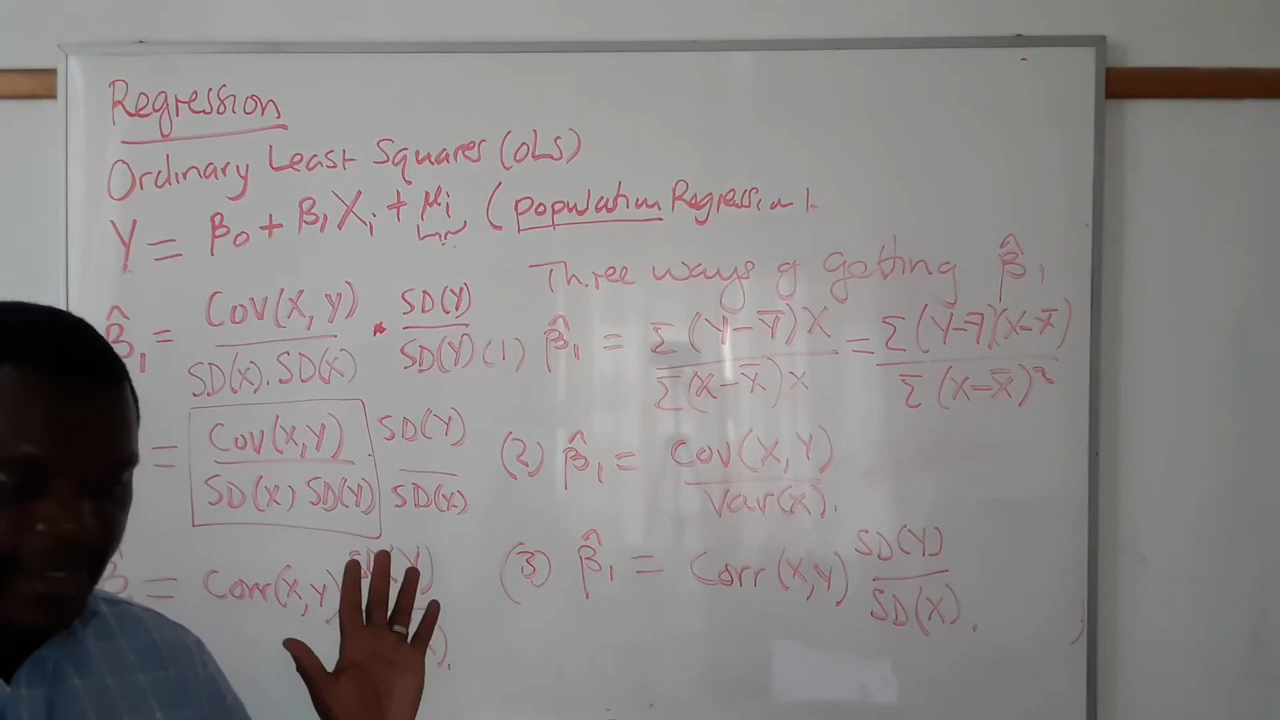 Regression
Ordinary Least Squares (OLS)
Y = β₀ + β₁Xᵢ + μᵢ (population Regression
Three ways of getting β̂₁
β̂₁ = Cov(X,Y) / SD(X).SD(X) * SD(Y) / SD(Y)
= Cov(X,Y) / SD(X) SD(Y) . SD(Y) / SD(X)
= Corr(X,Y)
(1) β̂₁ = Σ(Y-Ȳ)X / Σ(X-X̄)X = Σ(Y-Ȳ)(X-X̄) / Σ(X-X̄)²
(2) β̂₁ = Cov(X,Y) / Var(X).
(3) β̂₁ = Corr(X,Y) SD(Y) / SD(X).